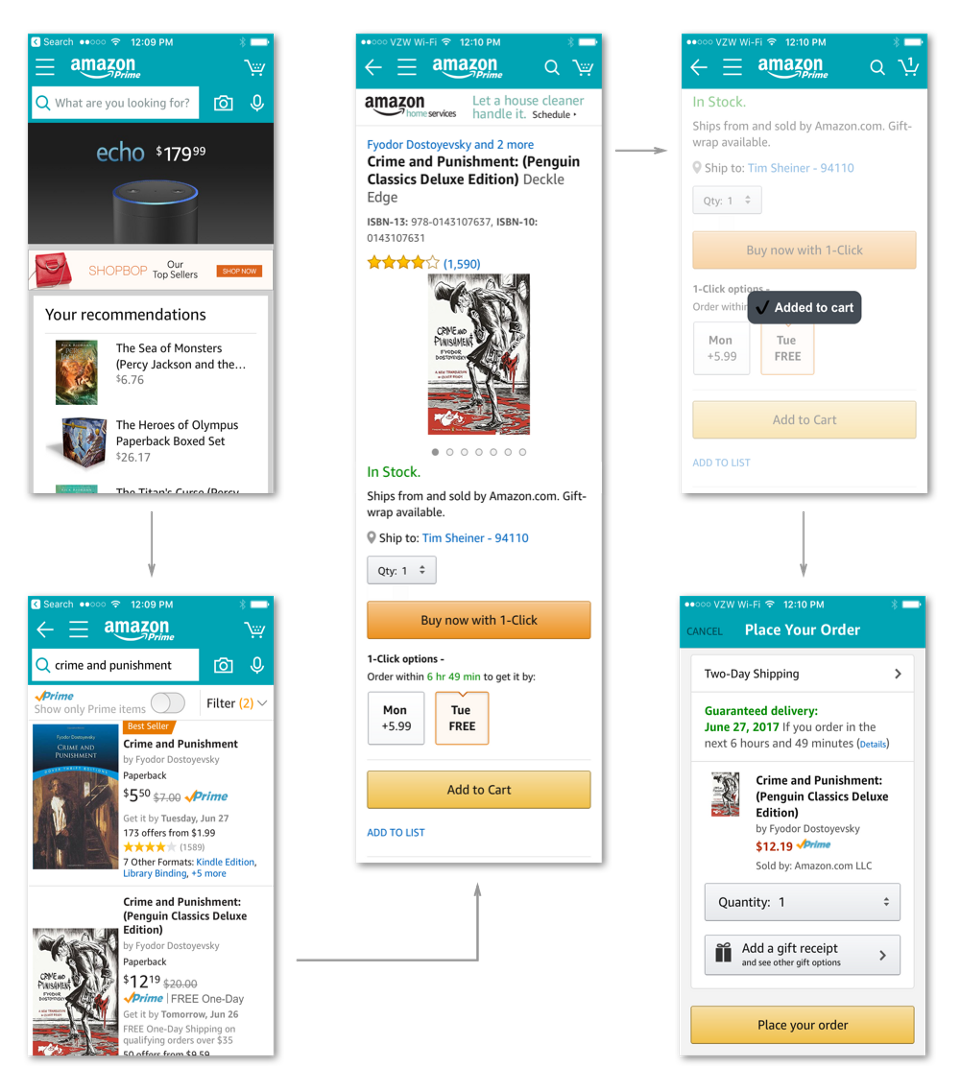 Search 12:09 PM
amazon
Prime
What are you looking for?
echo $179.99
SHOPBOP Our Top Sellers SHOP NOW
Your recommendations
The Sea of Monsters
(Percy Jackson and the...
$6.76
The Heroes of Olympus
Paperback Boxed Set
$26.17
The Titan's Curse (Percy
Search 12:09 PM
amazon
Prime
crime and punishment
Prime
Show only Prime items
Filter (2)
Best Seller
Fyodor Dostoyevsky
CRIME AND
PUNISHMENT
Crime and Punishment
by Fyodor Dostoyevsky
Paperback
$5 50 $7.00 Prime
Get it by Tuesday, Jun 27
173 offers from $1.99
(1589)
7 Other Formats: Kindle Edition,
Library Binding, +5 more
Crime and Punishment:
(Penguin Classics Deluxe
Edition)
by Fyodor Dostoyevsky
Paperback
$12 19 $20.00
Prime | FREE One-Day
Get it by Tomorrow, Jun 26
FREE One-Day Shipping on
qualifying orders over $35
50 offers from $9.59
CRIME AND
PUNISHMENT
FYODOR
DOSTOYEVSKY
VZW Wi-Fi 12:10 PM
amazon
Prime
amazon
home services
Let a house cleaner
handle it. Schedule
Fyodor Dostoyevsky and 2 more
Crime and Punishment: (Penguin
Classics Deluxe Edition) Deckle
Edge
ISBN-13: 978-0143107637, ISBN-10:
0143107631
(1,590)
CRIME AND
PUNISHMENT
FYODOR
DOSTOYEVSKY
In Stock.
Ships from and sold by Amazon.com. Gift-
wrap available.
Ship to: Tim Sheiner - 94110
Qty: 1
Buy now with 1-Click
1-Click options -
Order within 6 hr 49 min to get it by:
Mon
+5.99
Tue
FREE
Add to Cart
ADD TO LIST
VZW Wi-Fi 12:10 PM
amazon
Prime
1
In Stock.
Ships from and sold by Amazon.com. Gift-
wrap available.
Ship to: Tim Sheiner - 94110
Qty: 1
Buy now with 1-Click
1-Click options -
Order within
Added to cart
Mon
+5.99
Tue
FREE
Add to Cart
ADD TO LIST
VZW Wi-Fi 12:10 PM
CANCEL Place Your Order
Two-Day Shipping
Guaranteed delivery:
June 27, 2017 If you order in the
next 6 hours and 49 minutes (Details)
Crime and Punishment:
(Penguin Classics Deluxe
Edition)
by Fyodor Dostoyevsky
$12.19 Prime
Sold by: Amazon.com LLC
Quantity: 1
Add a gift receipt
and see other gift options
Place your order